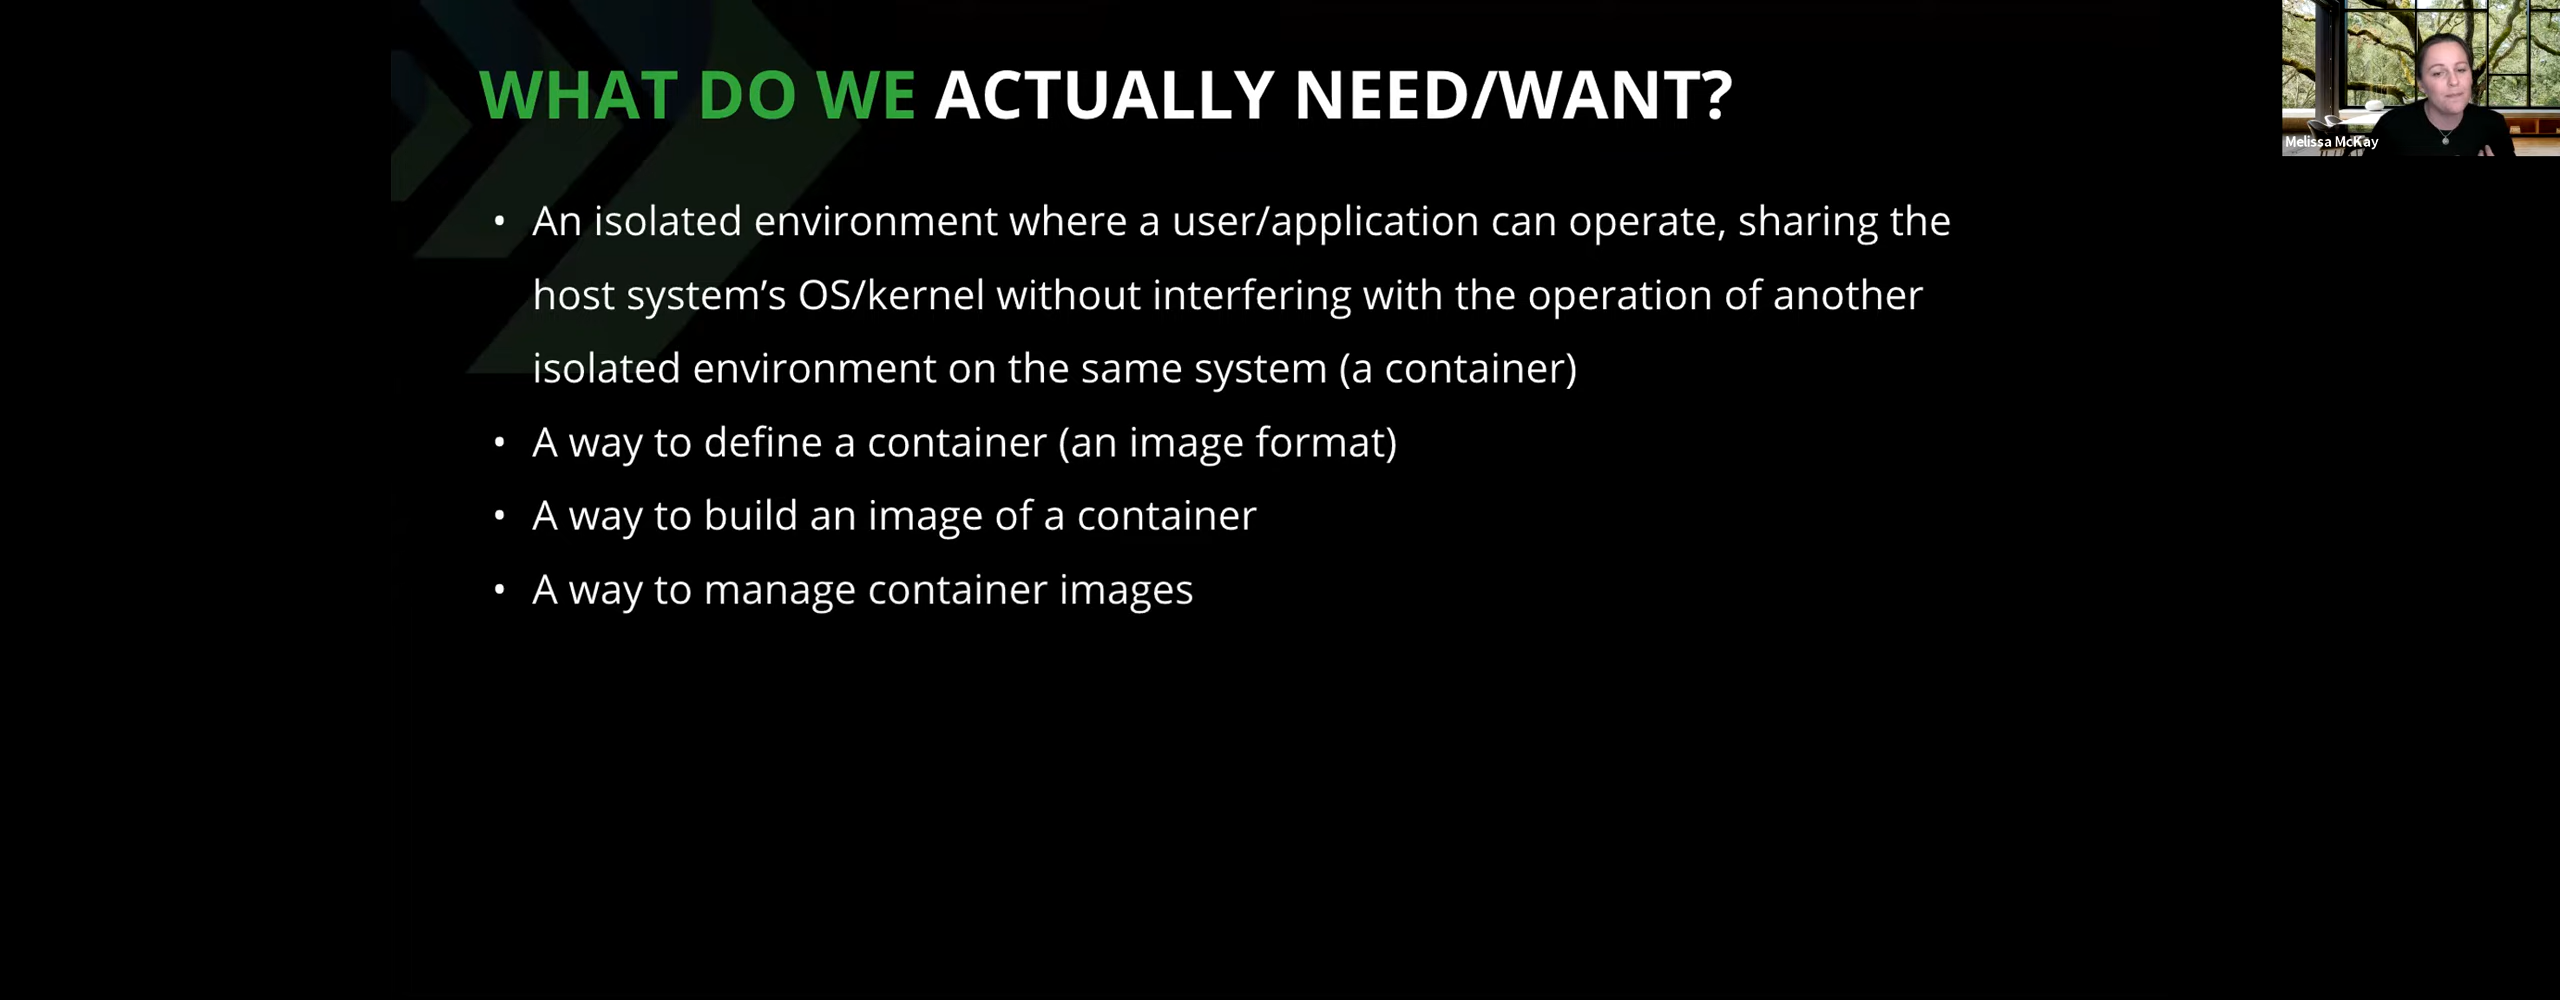 WHAT DO WE ACTUALLY NEED/WANT?
Melissa McKay
• An isolated environment where a user/application can operate, sharing the
host system’s OS/kernel without interfering with the operation of another
isolated environment on the same system (a container)
• A way to define a container (an image format)
• A way to build an image of a container
• A way to manage container images